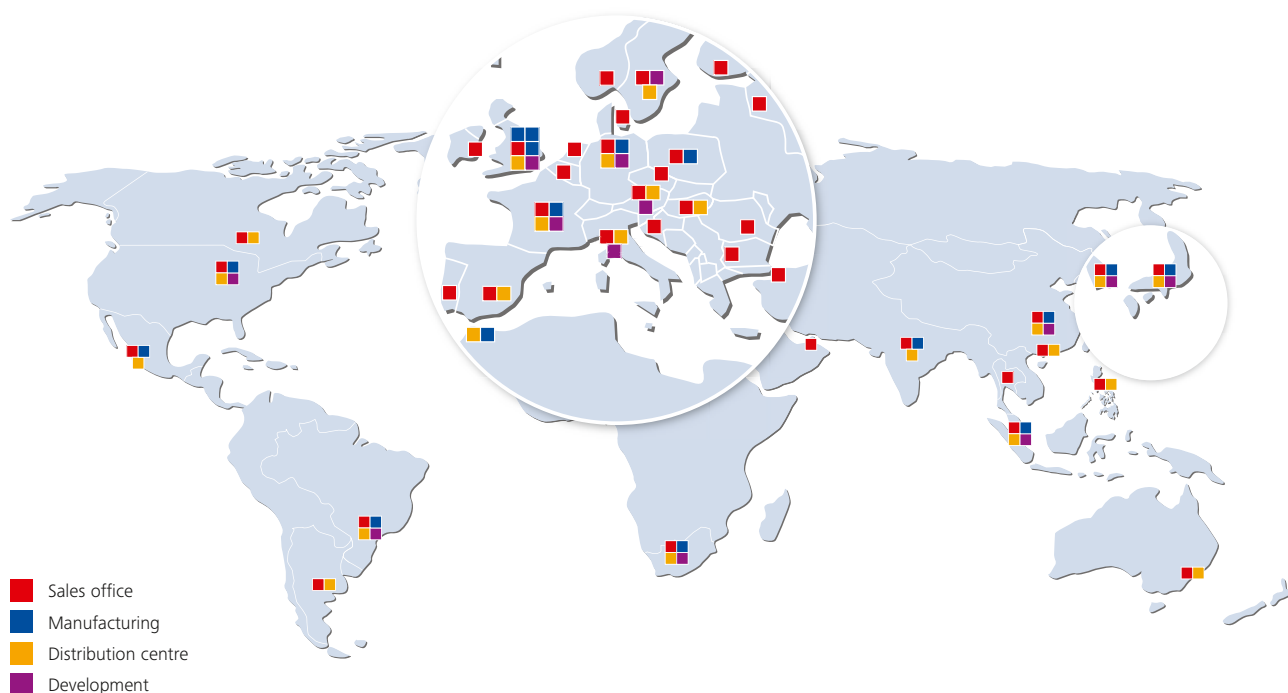 Sales office
Manufacturing
Distribution centre
Development